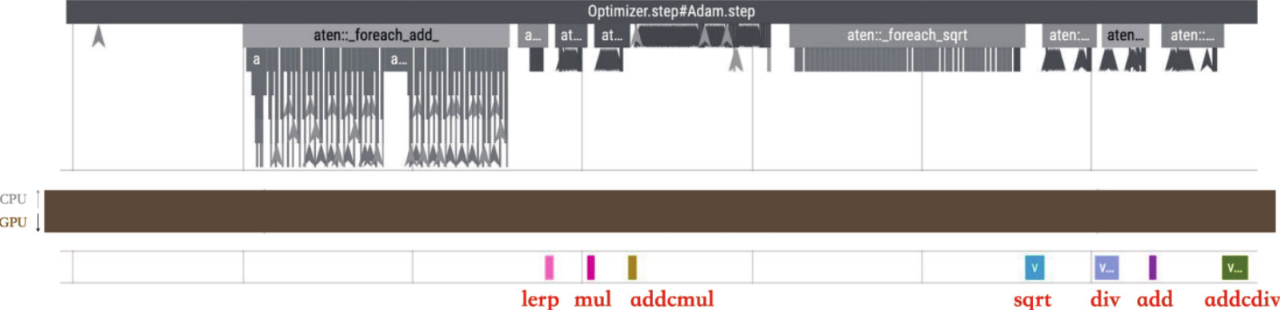 Optimizer.step#Adam.step
aten::_foreach_add_ a... at... at... aten::_foreach_sqrt aten:... aten... aten::...
a a...
CPU
GPU
v v... v...
lerp mul addcmul sqrt div add addcdiv